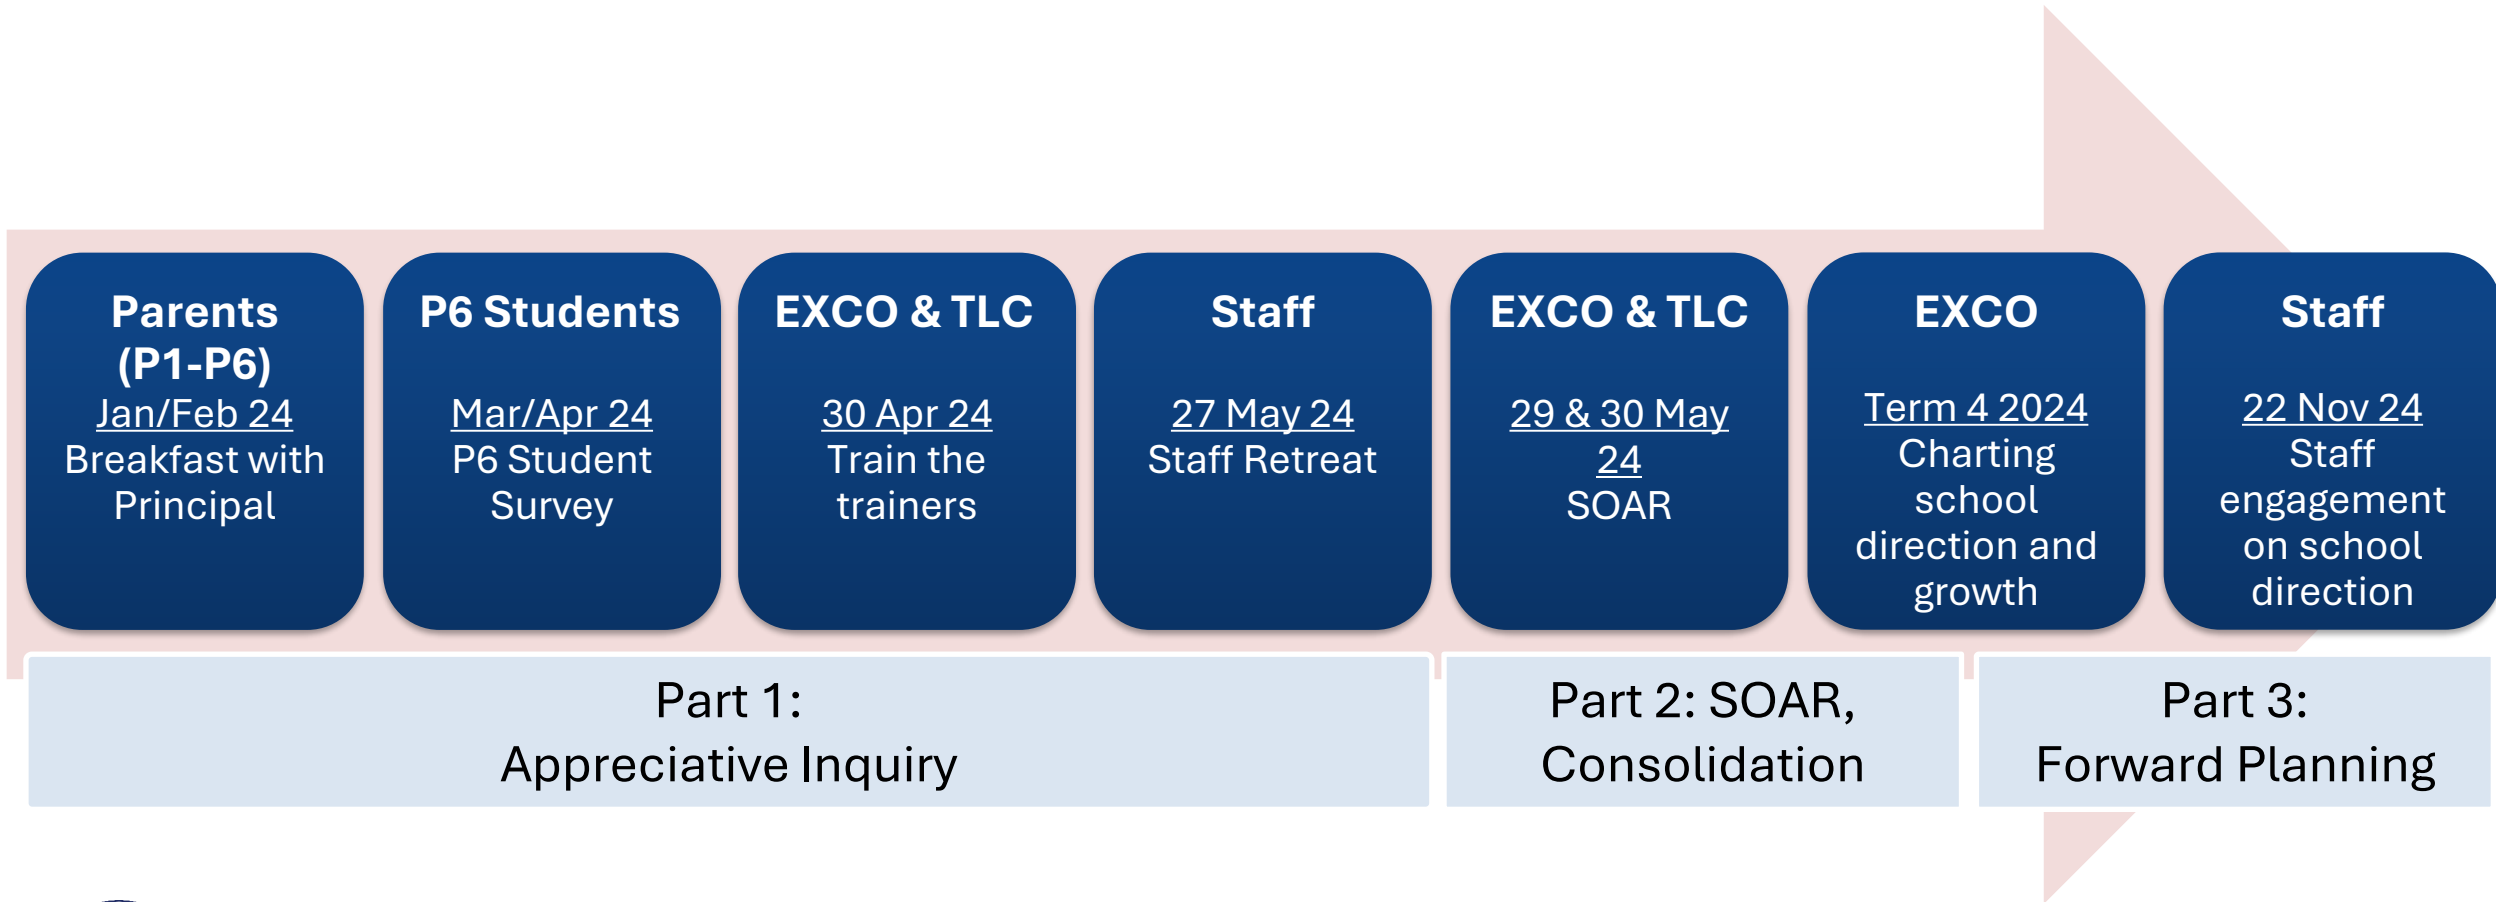 Parents
(P1-P6)
Jan/Feb 24
Breakfast with
Principal
P6 Students
Mar/Apr 24
P6 Student
Survey
EXCO & TLC
30 Apr 24
Train the
trainers
Staff
27 May 24
Staff Retreat
EXCO & TLC
29 & 30 May
24
SOAR
EXCO
Term 4 2024
Charting
school
direction and
growth
Staff
22 Nov 24
Staff
engagement
on school
direction
Part 1:
Appreciative Inquiry
Part 2: SOAR,
Consolidation
Part 3:
Forward Planning